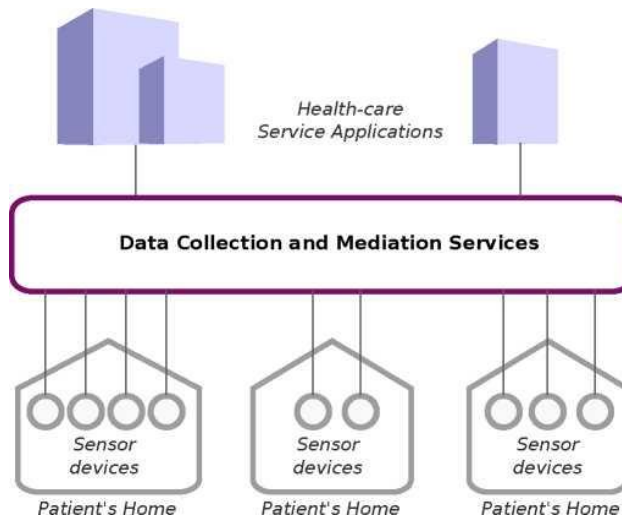 Health-care
Service Applications
Data Collection and Mediation Services
Sensor
devices
Sensor
devices
Sensor
devices
Patient's Home
Patient's Home
Patient's Home